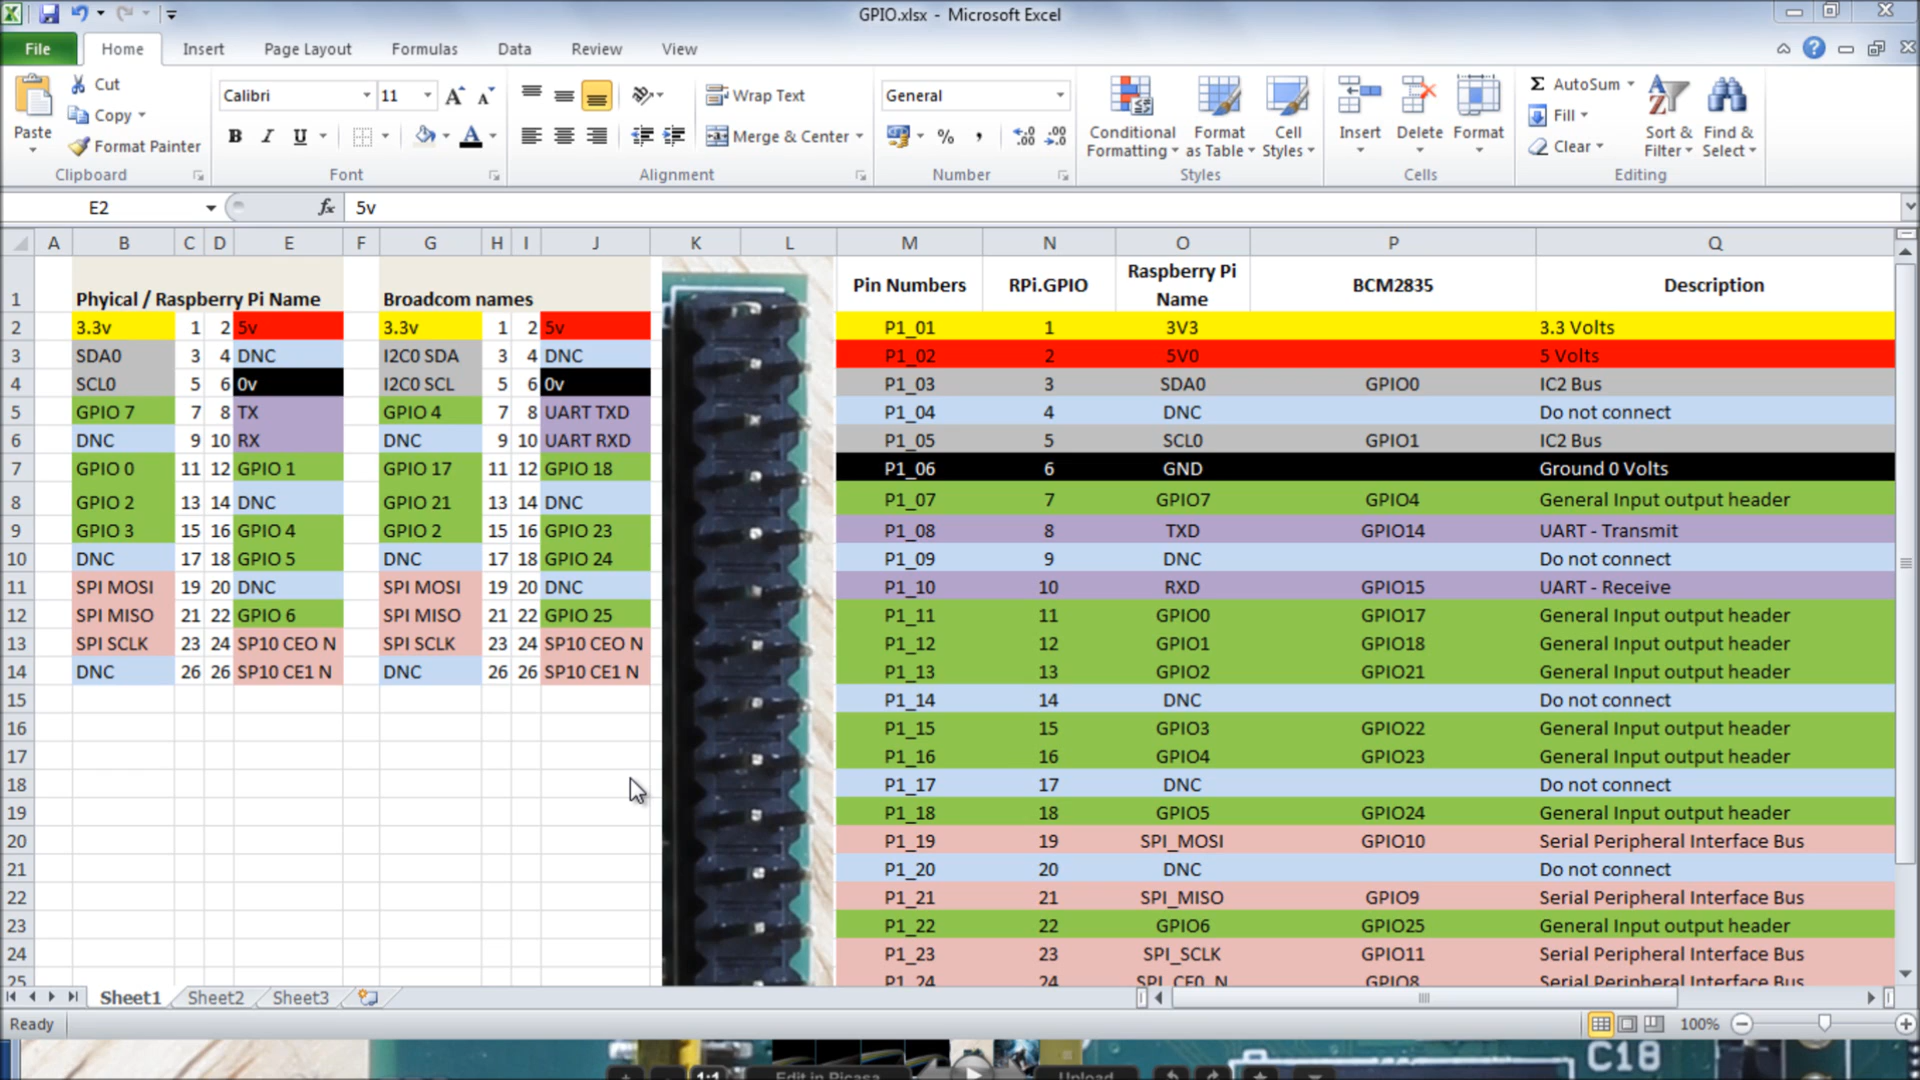 GPIO.xlsx - Microsoft Excel
File Home Insert Page Layout Formulas Data Review View
Cut Calibri 11 Wrap Text General AutoSum
Copy Fill
Paste Format Painter B I U Merge & Center % Conditional Formatting Format as Table Cell Styles Insert Delete Format Clear Sort & Filter Find & Select
Clipboard Font Alignment Number Styles Cells Editing
E2 fx 5v
A B C D E F G H I J K L M N O P Q
1 Phyical / Raspberry Pi Name Broadcom names Pin Numbers RPi.GPIO Raspberry Pi Name BCM2835 Description
2 3.3v 1 2 5v 3.3v 1 2 5v P1_01 1 3V3 3.3 Volts
3 SDA0 3 4 DNC I2C0 SDA 3 4 DNC P1_02 2 5V0 5 Volts
4 SCL0 5 6 0v I2C0 SCL 5 6 0v P1_03 3 SDA0 GPIO0 IC2 Bus
5 GPIO 7 7 8 TX GPIO 4 7 8 UART TXD P1_04 4 DNC Do not connect
6 DNC 9 10 RX DNC 9 10 UART RXD P1_05 5 SCL0 GPIO1 IC2 Bus
7 GPIO 0 11 12 GPIO 1 GPIO 17 11 12 GPIO 18 P1_06 6 GND Ground 0 Volts
8 GPIO 2 13 14 DNC GPIO 21 13 14 DNC P1_07 7 GPIO7 GPIO4 General Input output header
9 GPIO 3 15 16 GPIO 4 GPIO 2 15 16 GPIO 23 P1_08 8 TXD GPIO14 UART - Transmit
10 DNC 17 18 GPIO 5 DNC 17 18 GPIO 24 P1_09 9 DNC Do not connect
11 SPI MOSI 19 20 DNC SPI MOSI 19 20 DNC P1_10 10 RXD GPIO15 UART - Receive
12 SPI MISO 21 22 GPIO 6 SPI MISO 21 22 GPIO 25 P1_11 11 GPIO0 GPIO17 General Input output header
13 SPI SCLK 23 24 SP10 CEO N SPI SCLK 23 24 SP10 CEO N P1_12 12 GPIO1 GPIO18 General Input output header
14 DNC 26 26 SP10 CE1 N DNC 26 26 SP10 CE1 N P1_13 13 GPIO2 GPIO21 General Input output header
15 P1_14 14 DNC Do not connect
16 P1_15 15 GPIO3 GPIO22 General Input output header
17 P1_16 16 GPIO4 GPIO23 General Input output header
18 P1_17 17 DNC Do not connect
19 P1_18 18 GPIO5 GPIO24 General Input output header
20 P1_19 19 SPI_MOSI GPIO10 Serial Peripheral Interface Bus
21 P1_20 20 DNC Do not connect
22 P1_21 21 SPI_MISO GPIO9 Serial Peripheral Interface Bus
23 P1_22 22 GPIO6 GPIO25 General Input output header
24 P1_23 23 SPI_SCLK GPIO11 Serial Peripheral Interface Bus
25 P1_24 24 SPI_CE0_N GPIO8 Serial Peripheral Interface Bus
Sheet1 Sheet2 Sheet3
Ready 100%
C18
1:1 Edit in Picasa Upload